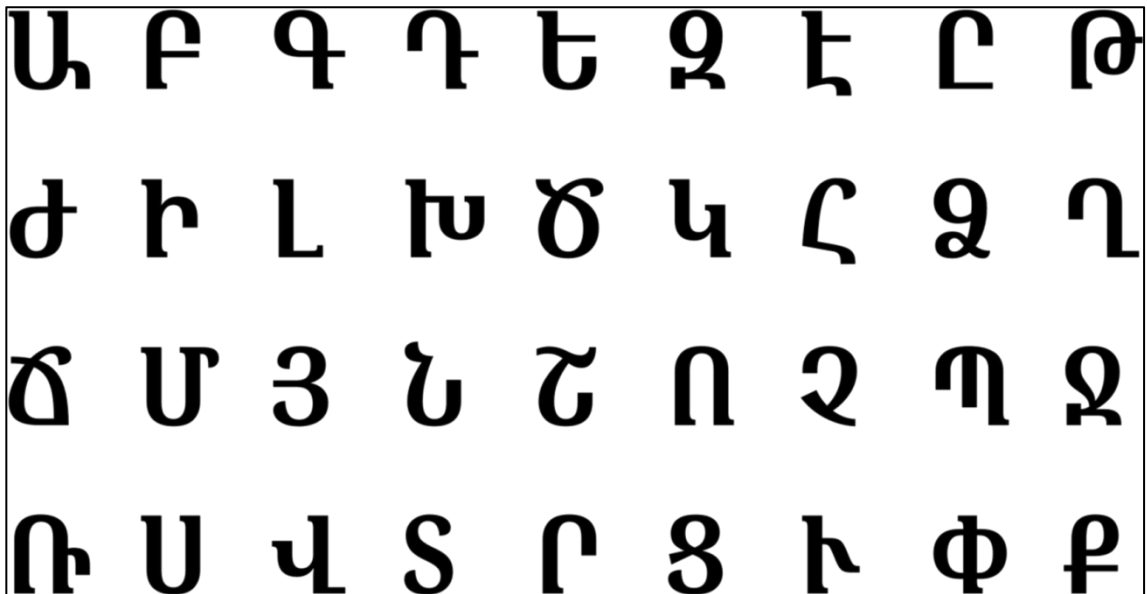 Ա Բ Գ Դ Ե Զ Է Ը Թ
Ժ Ի Լ Խ Ծ Կ Հ Ձ Ղ
Ճ Մ Յ Ն Շ Ո Չ Պ Ջ
Ռ Ս Վ Տ Ր Ց Ւ Փ Ք